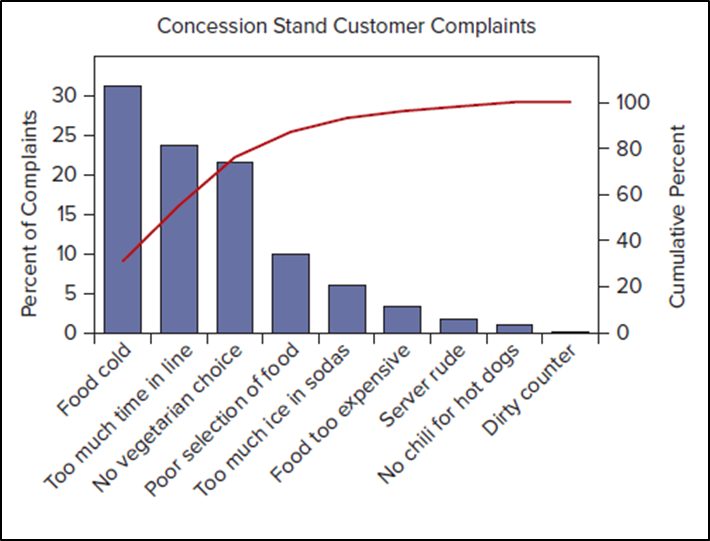 Concession Stand Customer Complaints
Percent of Complaints
30
25
20
15
10
5
0
100
80
60
40
20
0
Cumulative Percent
Food cold
Too much time in line
No vegetarian choice
Poor selection of food
Too much ice in sodas
Food too expensive
Server rude
No chili for hot dogs
Dirty counter